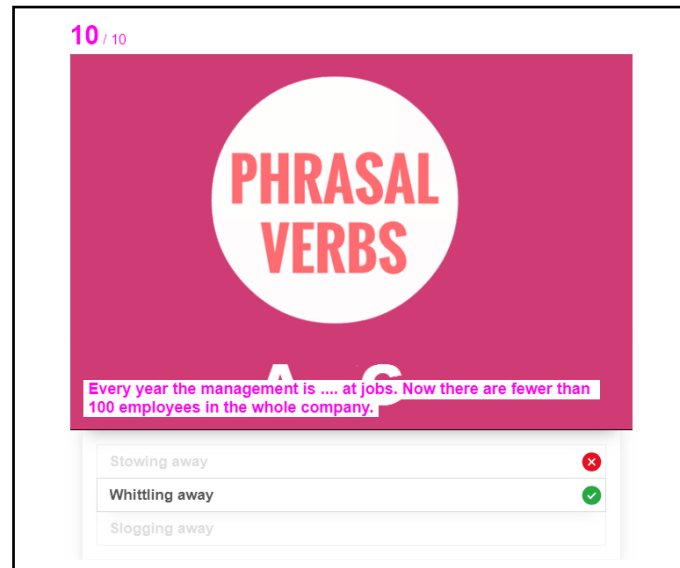 10 / 10
PHRASAL
VERBS
Every year the management is .... at jobs. Now there are fewer than
100 employees in the whole company.
Stowing away
Whittling away
Slogging away